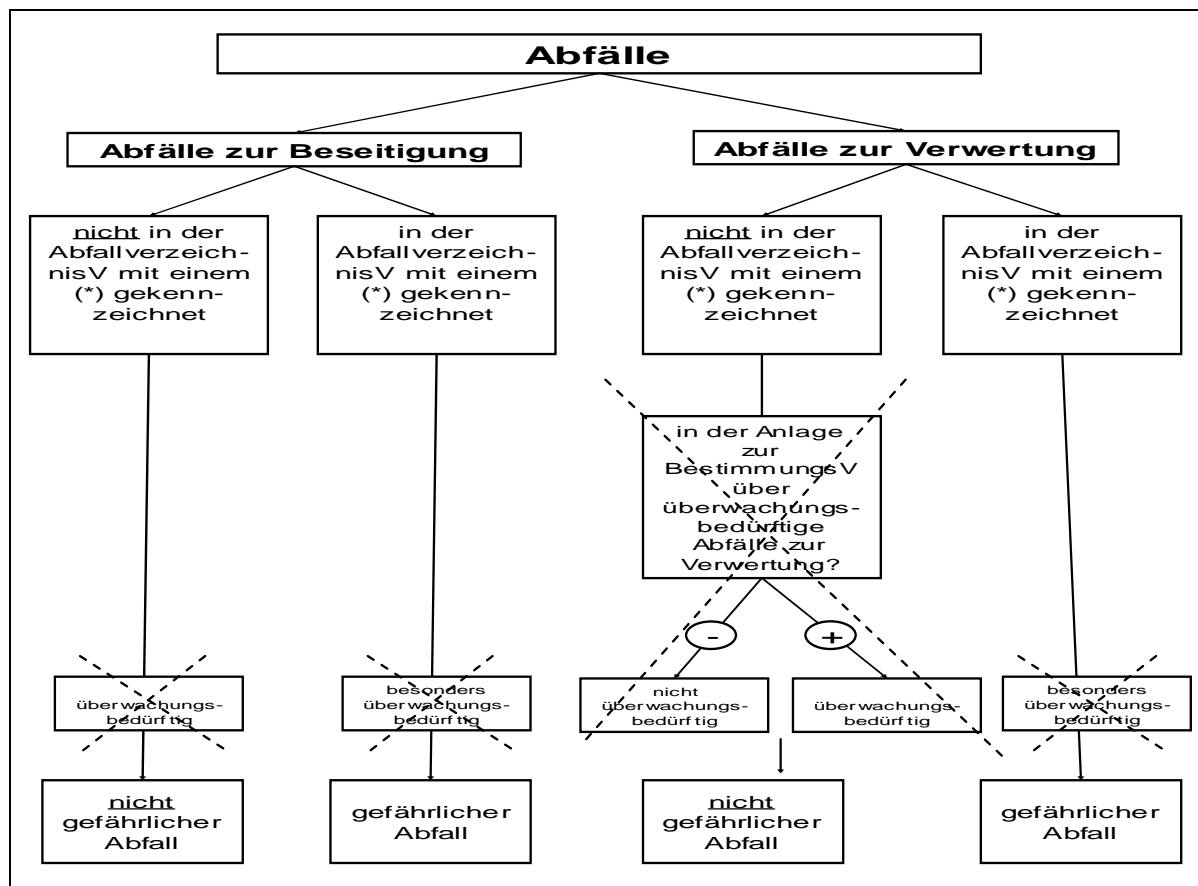 Abfälle
Abfälle zur Beseitigung
Abfälle zur Verwertung
nicht in der
Abfallverzeich-
nisV mit einem
(*) gekenn-
zeichnet
in der
Abfallverzeich-
nisV mit einem
(*) gekenn-
zeichnet
nicht in der
Abfallverzeich-
nisV mit einem
(*) gekenn-
zeichnet
in der
Abfallverzeich-
nisV mit einem
(*) gekenn-
zeichnet
in der Anlage
zur
BestimmungsV
über
überwachungs-
bedürftige
Abfälle zur
Verwertung?
-
+
überwachungs-
bedürftig
besonders
überwachungs-
bedürftig
nicht
überwachungs-
bedürftig
überwachungs-
bedürftig
besonders
überwachungs-
bedürftig
nicht
gefährlicher
Abfall
gefährlicher
Abfall
nicht
gefährlicher
Abfall
gefährlicher
Abfall